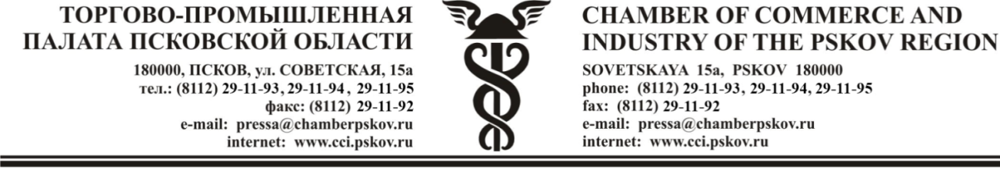 ТОРГОВО-ПРОМЫШЛЕННАЯ
ПАЛАТА ПСКОВСКОЙ ОБЛАСТИ
180000, ПСКОВ, ул. СОВЕТСКАЯ, 15а
тел.: (8112) 29-11-93, 29-11-94 , 29-11-95
факс: (8112) 29-11-92
e-mail: pressa@chamberpskov.ru
internet: www.cci.pskov.ru
CHAMBER OF COMMERCE AND
INDUSTRY OF THE PSKOV REGION
SOVETSKAYA 15a, PSKOV 180000
phone: (8112) 29-11-93, 29-11-94, 29-11-95
fax: (8112) 29-11-92
e-mail: pressa@chamberpskov.ru
internet: www.cci.pskov.ru